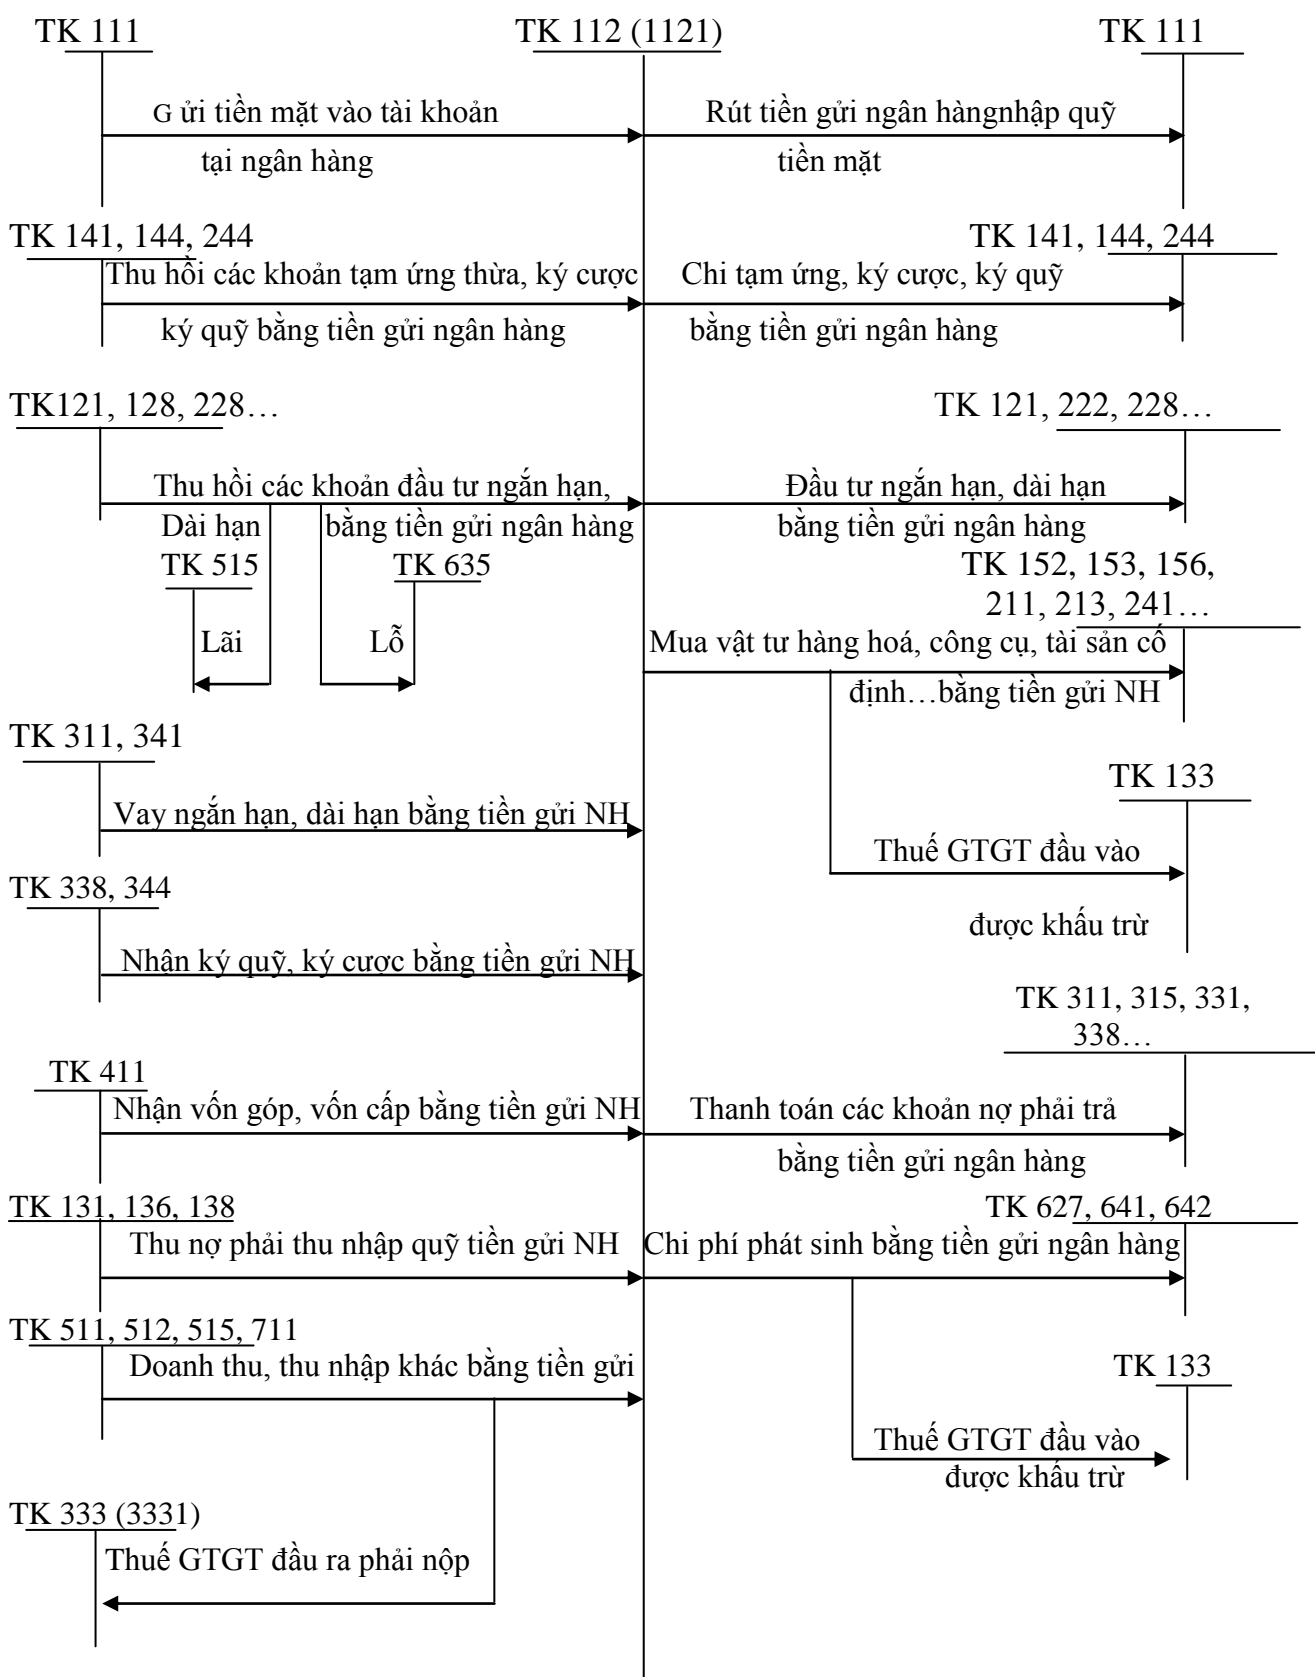 TK 111
TK 112 (1121)
TK 111
G ửi tiền mặt vào tài khoản
Rút tiền gửi ngân hàngnhập quỹ
tại ngân hàng
tiền mặt
TK 141, 144, 244
TK 141, 144, 244
Thu hồi các khoản tạm ứng thừa, ký cược
Chi tạm ứng, ký cược, ký quỹ
ký quỹ bằng tiền gửi ngân hàng
bằng tiền gửi ngân hàng
TK121, 128, 228…
TK 121, 222, 228…
Thu hồi các khoản đầu tư ngắn hạn,
Đầu tư ngắn hạn, dài hạn
Dài hạn
bằng tiền gửi ngân hàng
bằng tiền gửi ngân hàng
TK 515
TK 635
TK 152, 153, 156,
211, 213, 241…
Lãi
Lỗ
Mua vật tư hàng hoá, công cụ, tài sản cố
định…bằng tiền gửi NH
TK 311, 341
TK 133
Vay ngắn hạn, dài hạn bằng tiền gửi NH
Thuế GTGT đầu vào
TK 338, 344
được khấu trừ
Nhận ký quỹ, ký cược bằng tiền gửi NH
TK 311, 315, 331,
338…
TK 411
Nhận vốn góp, vốn cấp bằng tiền gửi NH
Thanh toán các khoản nợ phải trả
bằng tiền gửi ngân hàng
TK 131, 136, 138
TK 627, 641, 642
Thu nợ phải thu nhập quỹ tiền gửi NH
Chi phí phát sinh bằng tiền gửi ngân hàng
TK 511, 512, 515, 711
Doanh thu, thu nhập khác bằng tiền gửi
TK 133
Thuế GTGT đầu vào
được khấu trừ
TK 333 (3331)
Thuế GTGT đầu ra phải nộp